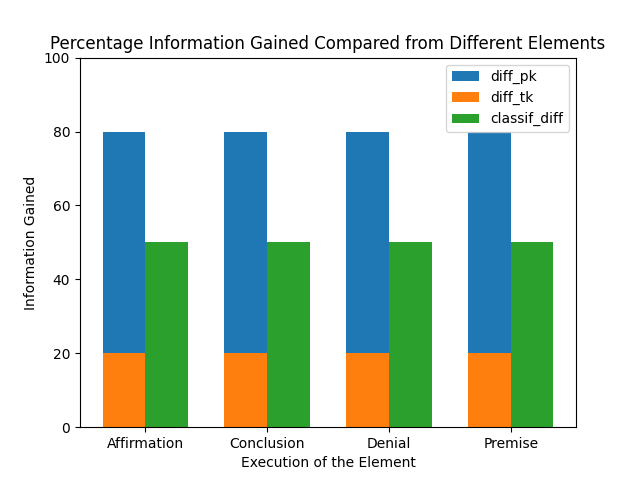 Percentage Information Gained Compared from Different Elements
100
80
60
40
20
0
Information Gained
diff_pk
diff_tk
classif_diff
Affirmation
Conclusion
Denial
Premise
Execution of the Element